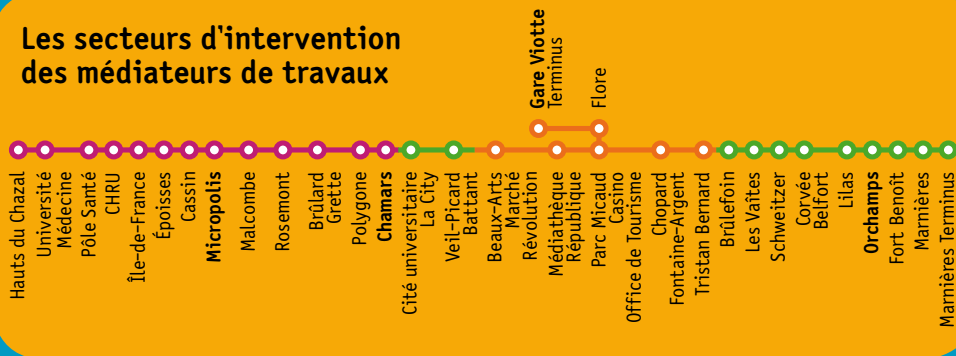 Les secteurs d'intervention
des médiateurs de travaux
Gare Viotte
Terminus
Flore
Hauts du Chazal
Université
Médecine
Pôle Santé
CHRU
Île-de-France
Époisses
Cassin
Micropolis
Malcombe
Rosemont
Brûlard
Grette
Polygone
Chamars
Cité universitaire
La City
Veil-Picard
Battant
Beaux-Arts
Marché
Révolution
Médiathèque
République
Parc Micaud
Casino
Office de Tourisme
Chopard
Fontaine-Argent
Tristan Bernard
Brûlefoin
Les Vaîtes
Schweitzer
Corvée
Belfort
Lilas
Orchamps
Fort Benoît
Marnières
Marnières Terminus